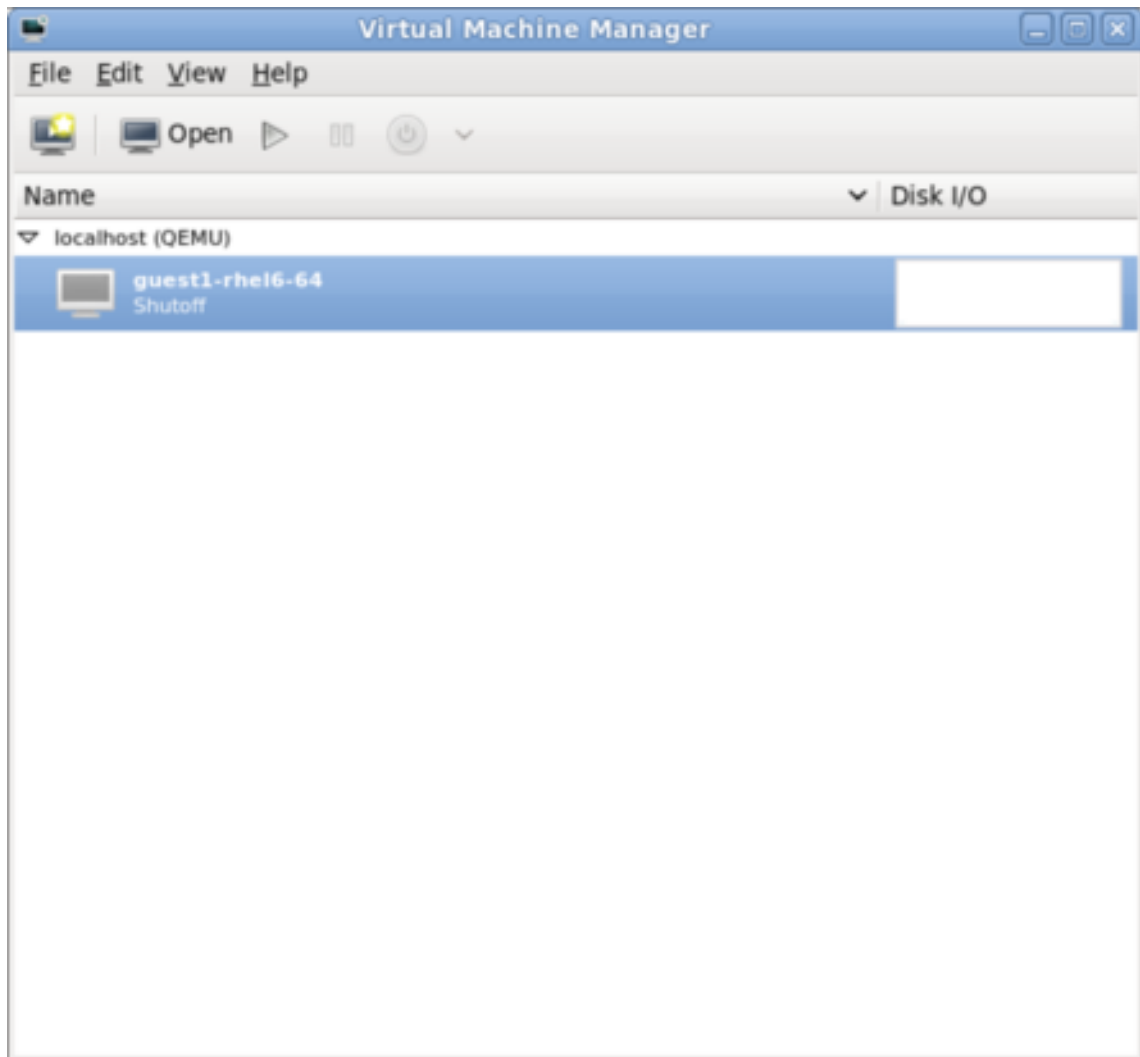 Virtual Machine Manager
File Edit View Help
Open
Name Disk I/O
localhost (QEMU)
guest1-rhel6-64
Shutoff